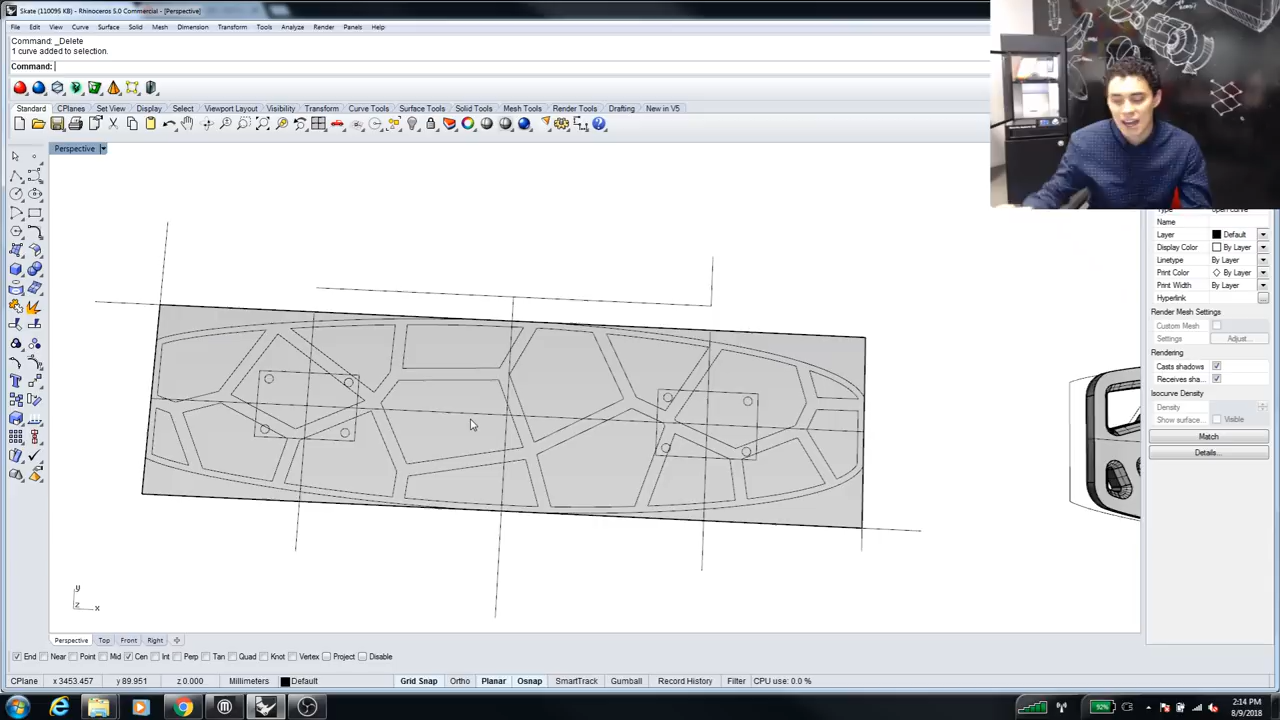 Skate (110095 KB) - Rhinoceros 5.0 Commercial - [Perspective]
File Edit View Curve Surface Solid Mesh Dimension Transform Tools Analyze Render Panels Help
Command: _Delete
1 curve added to selection.
Command:
Standard CPlanes Set View Display Select Viewport Layout Visibility Transform Curve Tools Surface Tools Solid Tools Mesh Tools Render Tools Drafting New in V5
Perspective
Name
Layer Default
Display Color By Layer
Linetype By Layer
Print Color By Layer
Print Width By Layer
Hyperlink
Render Mesh Settings
Custom Mesh
Settings Adjust...
Rendering
Casts shadows
Receives sha...
Isocurve Density
Density
Show surface... Visible
Match
Details...
y
z x
Perspective Top Front Right
End Near Point Mid Cen Int Perp Tan Quad Knot Vertex Project Disable
CPlane x 3453.457 y 89.951 z 0.000 Millimeters Default Grid Snap Ortho Planar Osnap SmartTrack Gumball Record History Filter CPU use: 0.0 %
92% 2:14 PM
8/9/2018